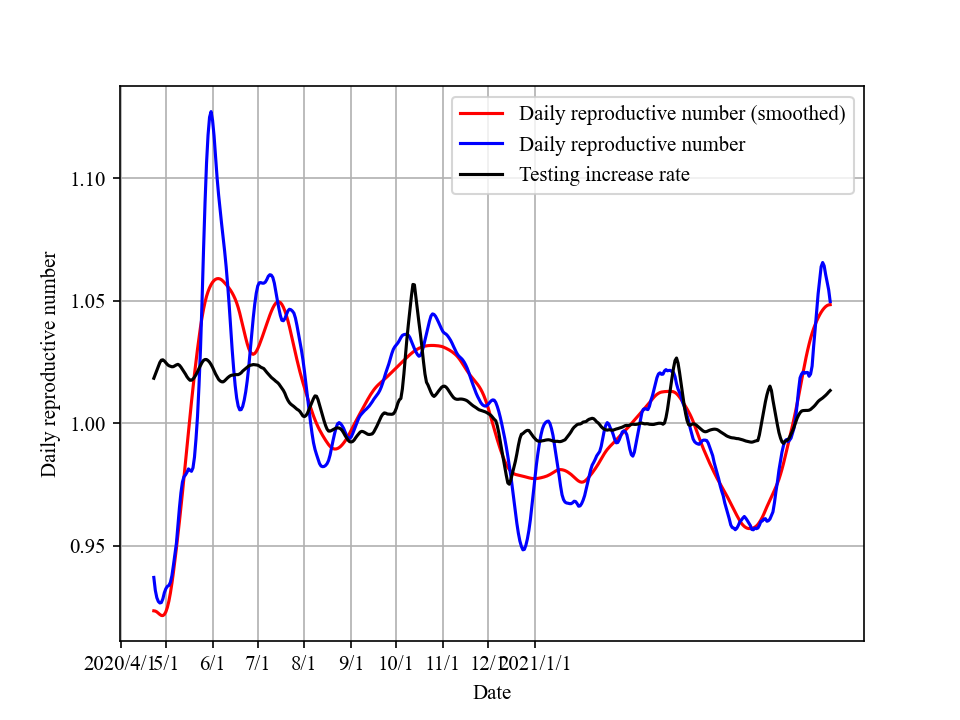 Daily reproductive number (smoothed)
Daily reproductive number
Testing increase rate
1.10
1.05
1.00
0.95
Daily reproductive number
2020/4/1 5/1 6/1 7/1 8/1 9/1 10/1 11/1 12/1 2021/1/1
Date